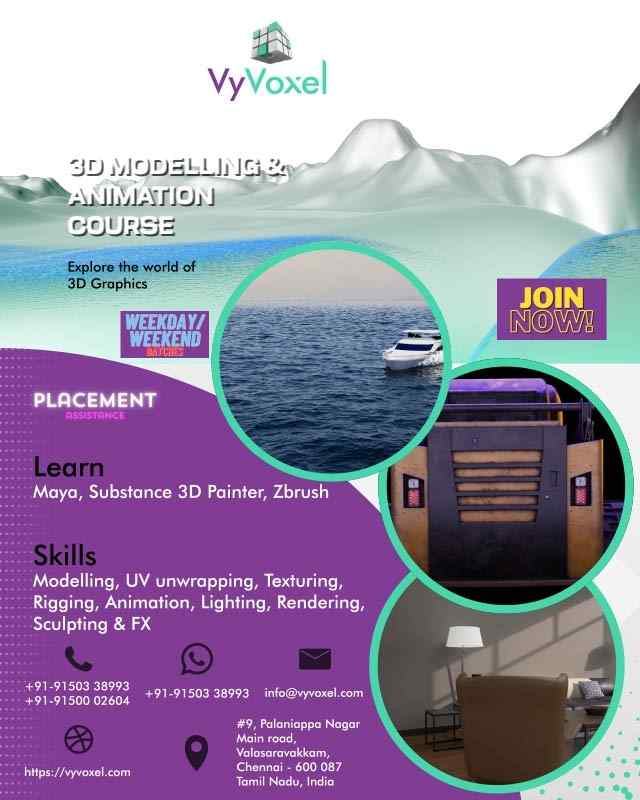 VyVoxel
3D MODELLING &
ANIMATION
COURSE
Explore the world of
3D Graphics
WEEKDAY/
WEEKEND
BATCHES
JOIN
NOW!
PLACEMENT
ASSISTANCE
Learn
Maya, Substance 3D Painter, Zbrush
Skills
Modelling, UV unwrapping, Texturing,
Rigging, Animation, Lighting, Rendering,
Sculpting & FX
+91-91503 38993
+91-91500 02604
+91-91503 38993
info@vyvoxel.com
https://vyvoxel.com
#9, Palaniappa Nagar
Main road,
Valasaravakkam,
Chennai - 600 087
Tamil Nadu, India